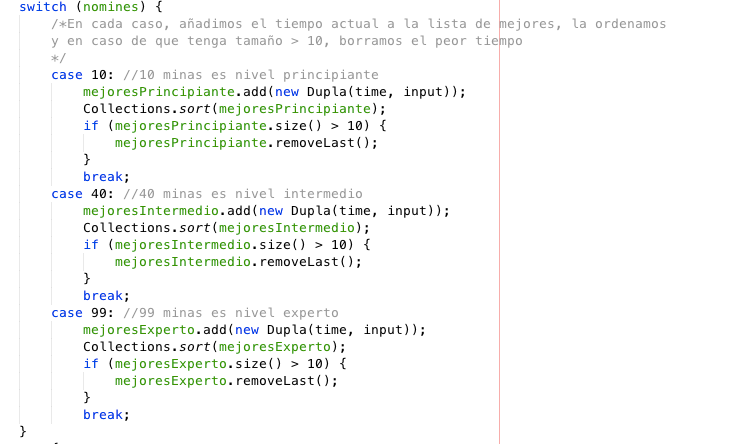 switch (nomines) {
/*En cada caso, añadimos el tiempo actual a la lista de mejores, la ordenamos
y en caso de que tenga tamaño > 10, borramos el peor tiempo
*/
case 10: //10 minas es nivel principiante
mejoresPrincipiante.add(new Dupla(time, input));
Collections.sort(mejoresPrincipiante);
if (mejoresPrincipiante.size() > 10) {
mejoresPrincipiante.removeLast();
}
break;
case 40: //40 minas es nivel intermedio
mejoresIntermedio.add(new Dupla(time, input));
Collections.sort(mejoresIntermedio);
if (mejoresIntermedio.size() > 10) {
mejoresIntermedio.removeLast();
}
break;
case 99: //99 minas es nivel experto
mejoresExperto.add(new Dupla(time, input));
Collections.sort(mejoresExperto);
if (mejoresExperto.size() > 10) {
mejoresExperto.removeLast();
}
break;
}